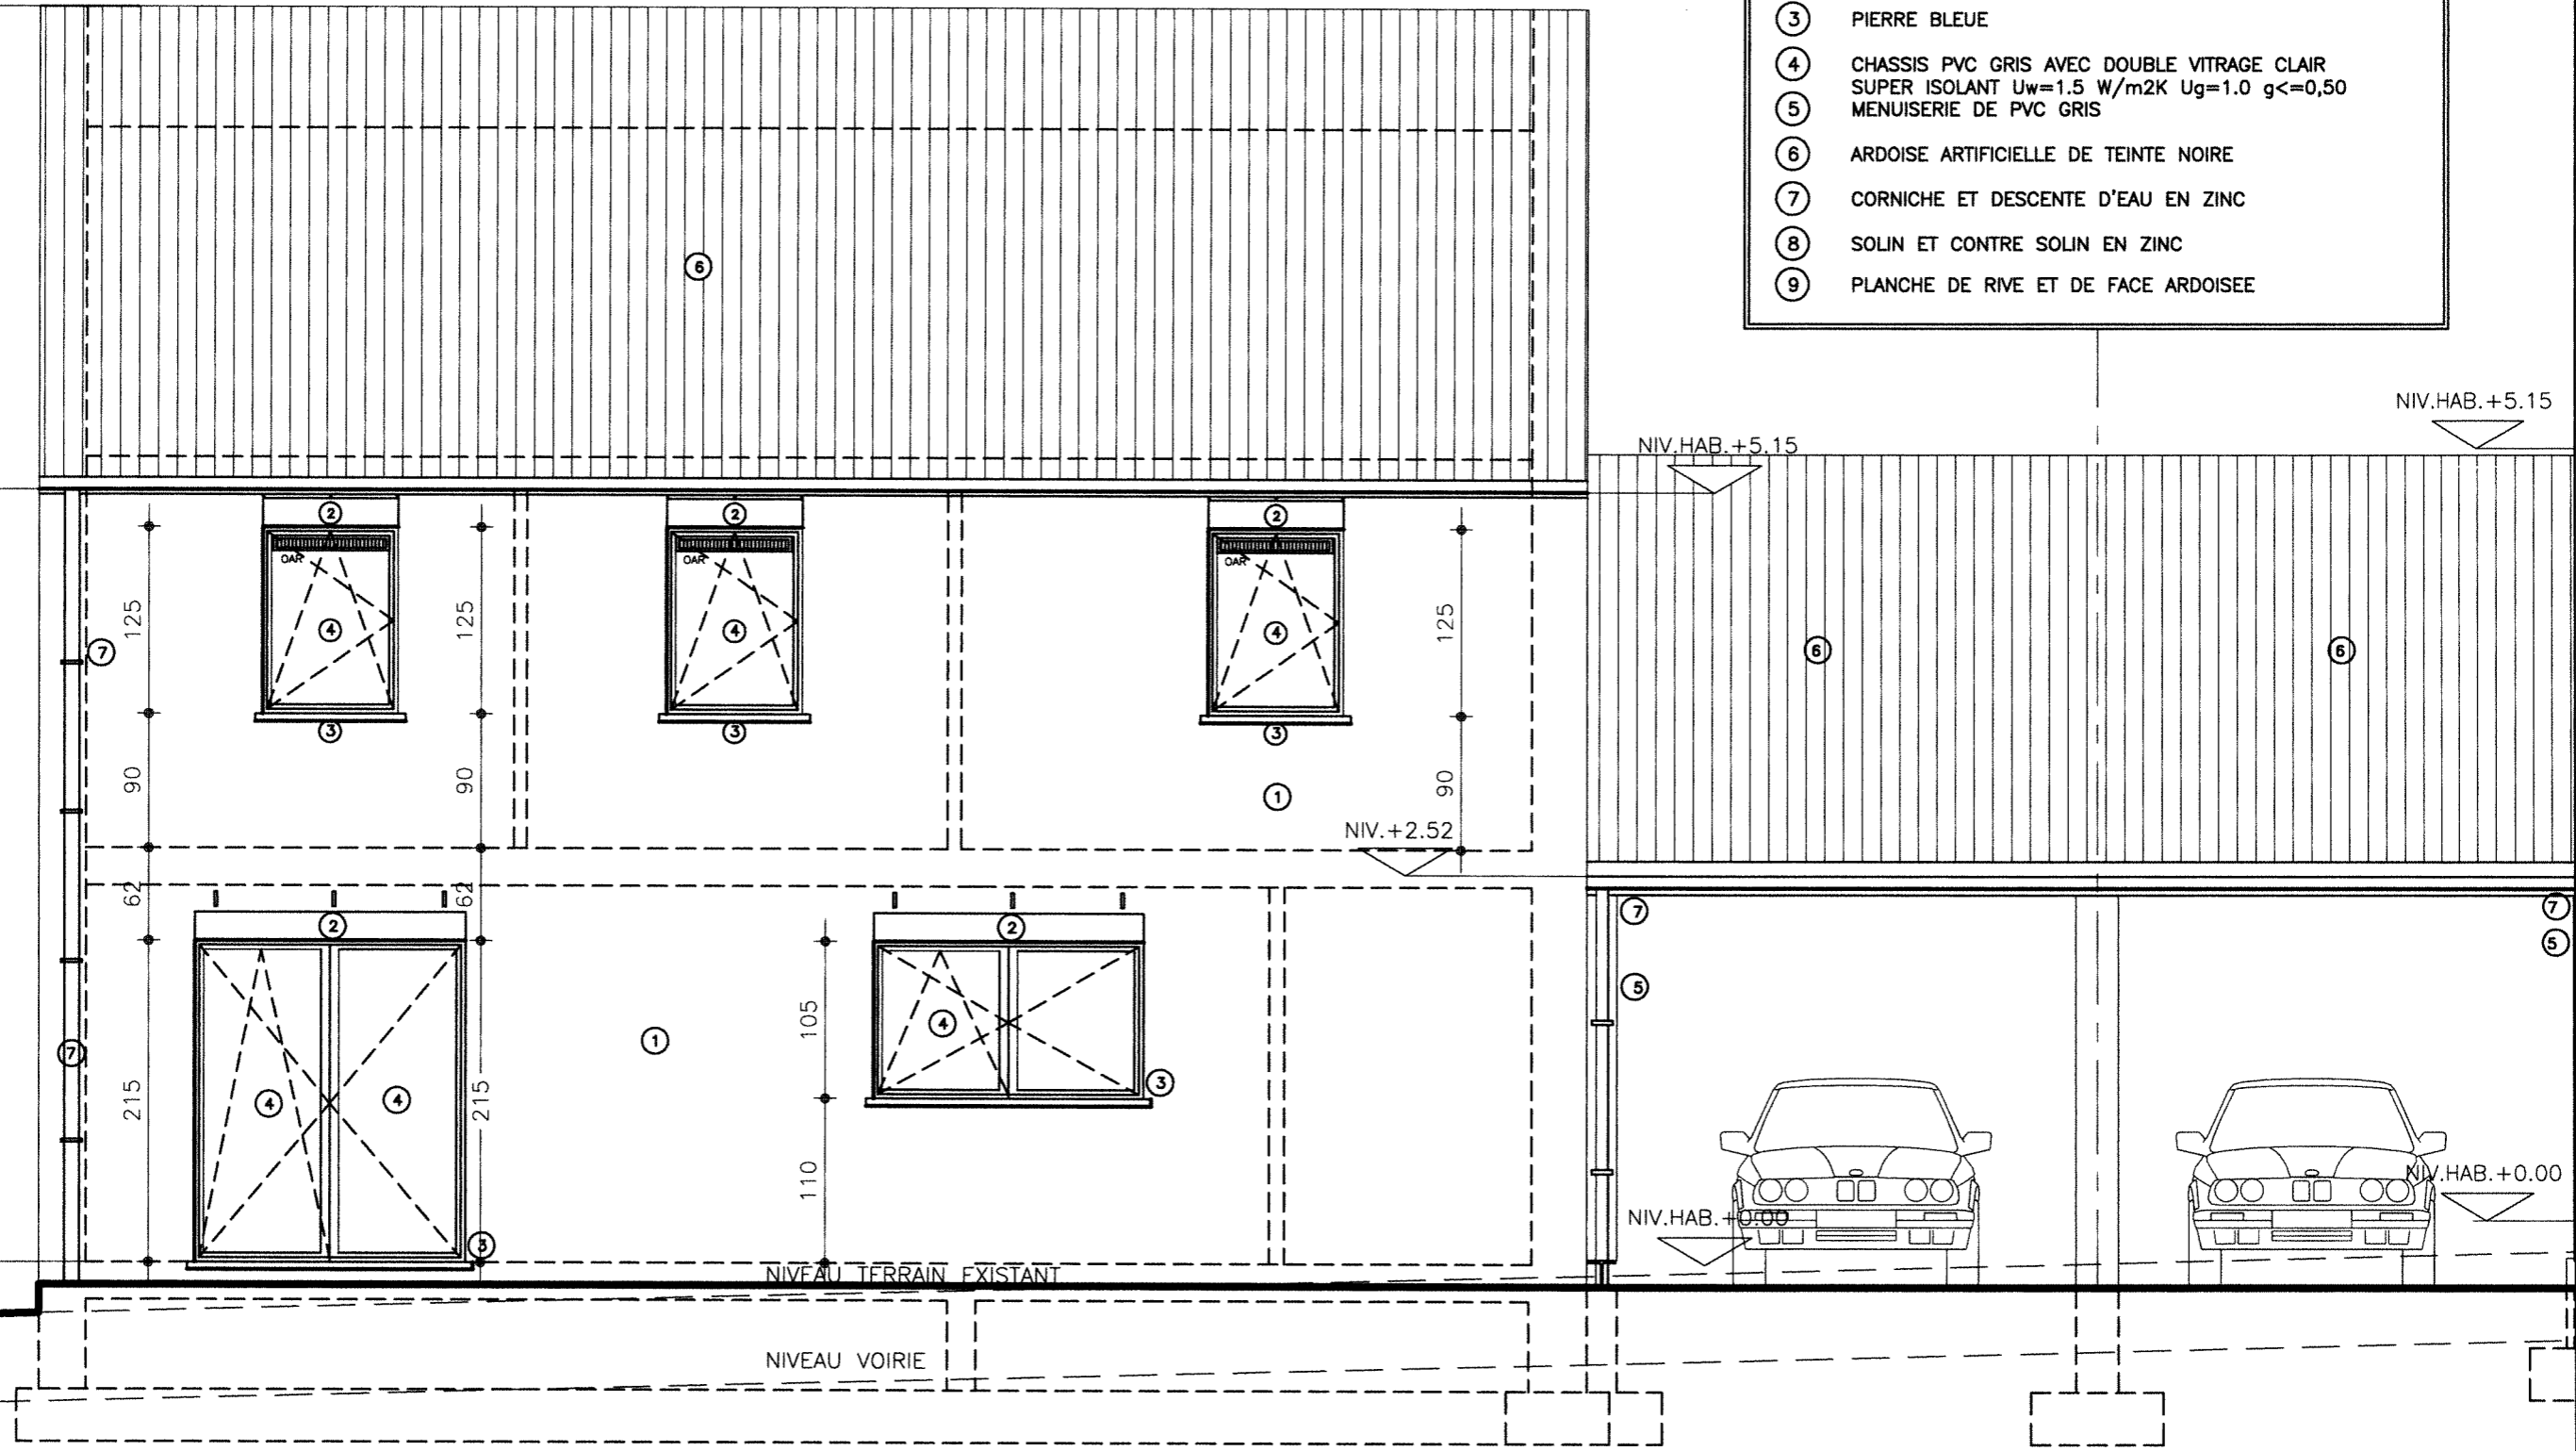 3 PIERRE BLEUE
4 CHASSIS PVC GRIS AVEC DOUBLE VITRAGE CLAIR
SUPER ISOLANT Uw=1.5 W/m2K Ug=1.0 g<=0,50
5 MENUISERIE DE PVC GRIS
6 ARDOISE ARTIFICIELLE DE TEINTE NOIRE
7 CORNICHE ET DESCENTE D'EAU EN ZINC
8 SOLIN ET CONTRE SOLIN EN ZINC
9 PLANCHE DE RIVE ET DE FACE ARDOISEE
6
NIV.HAB.+5.15
NIV.HAB.+5.15
2 2 2
OAR OAR OAR
125 125 125
4 4 4
7
6 6
3 3 3
90 90 90
1
NIV.+2.52
62 62
2 2
7 7
5
5
105
4
1
7
3
215 215
4 4
110
NIV.HAB.+0.00
NIV.HAB.+0.00
3
NIVEAU TERRAIN EXISTANT
NIVEAU VOIRIE